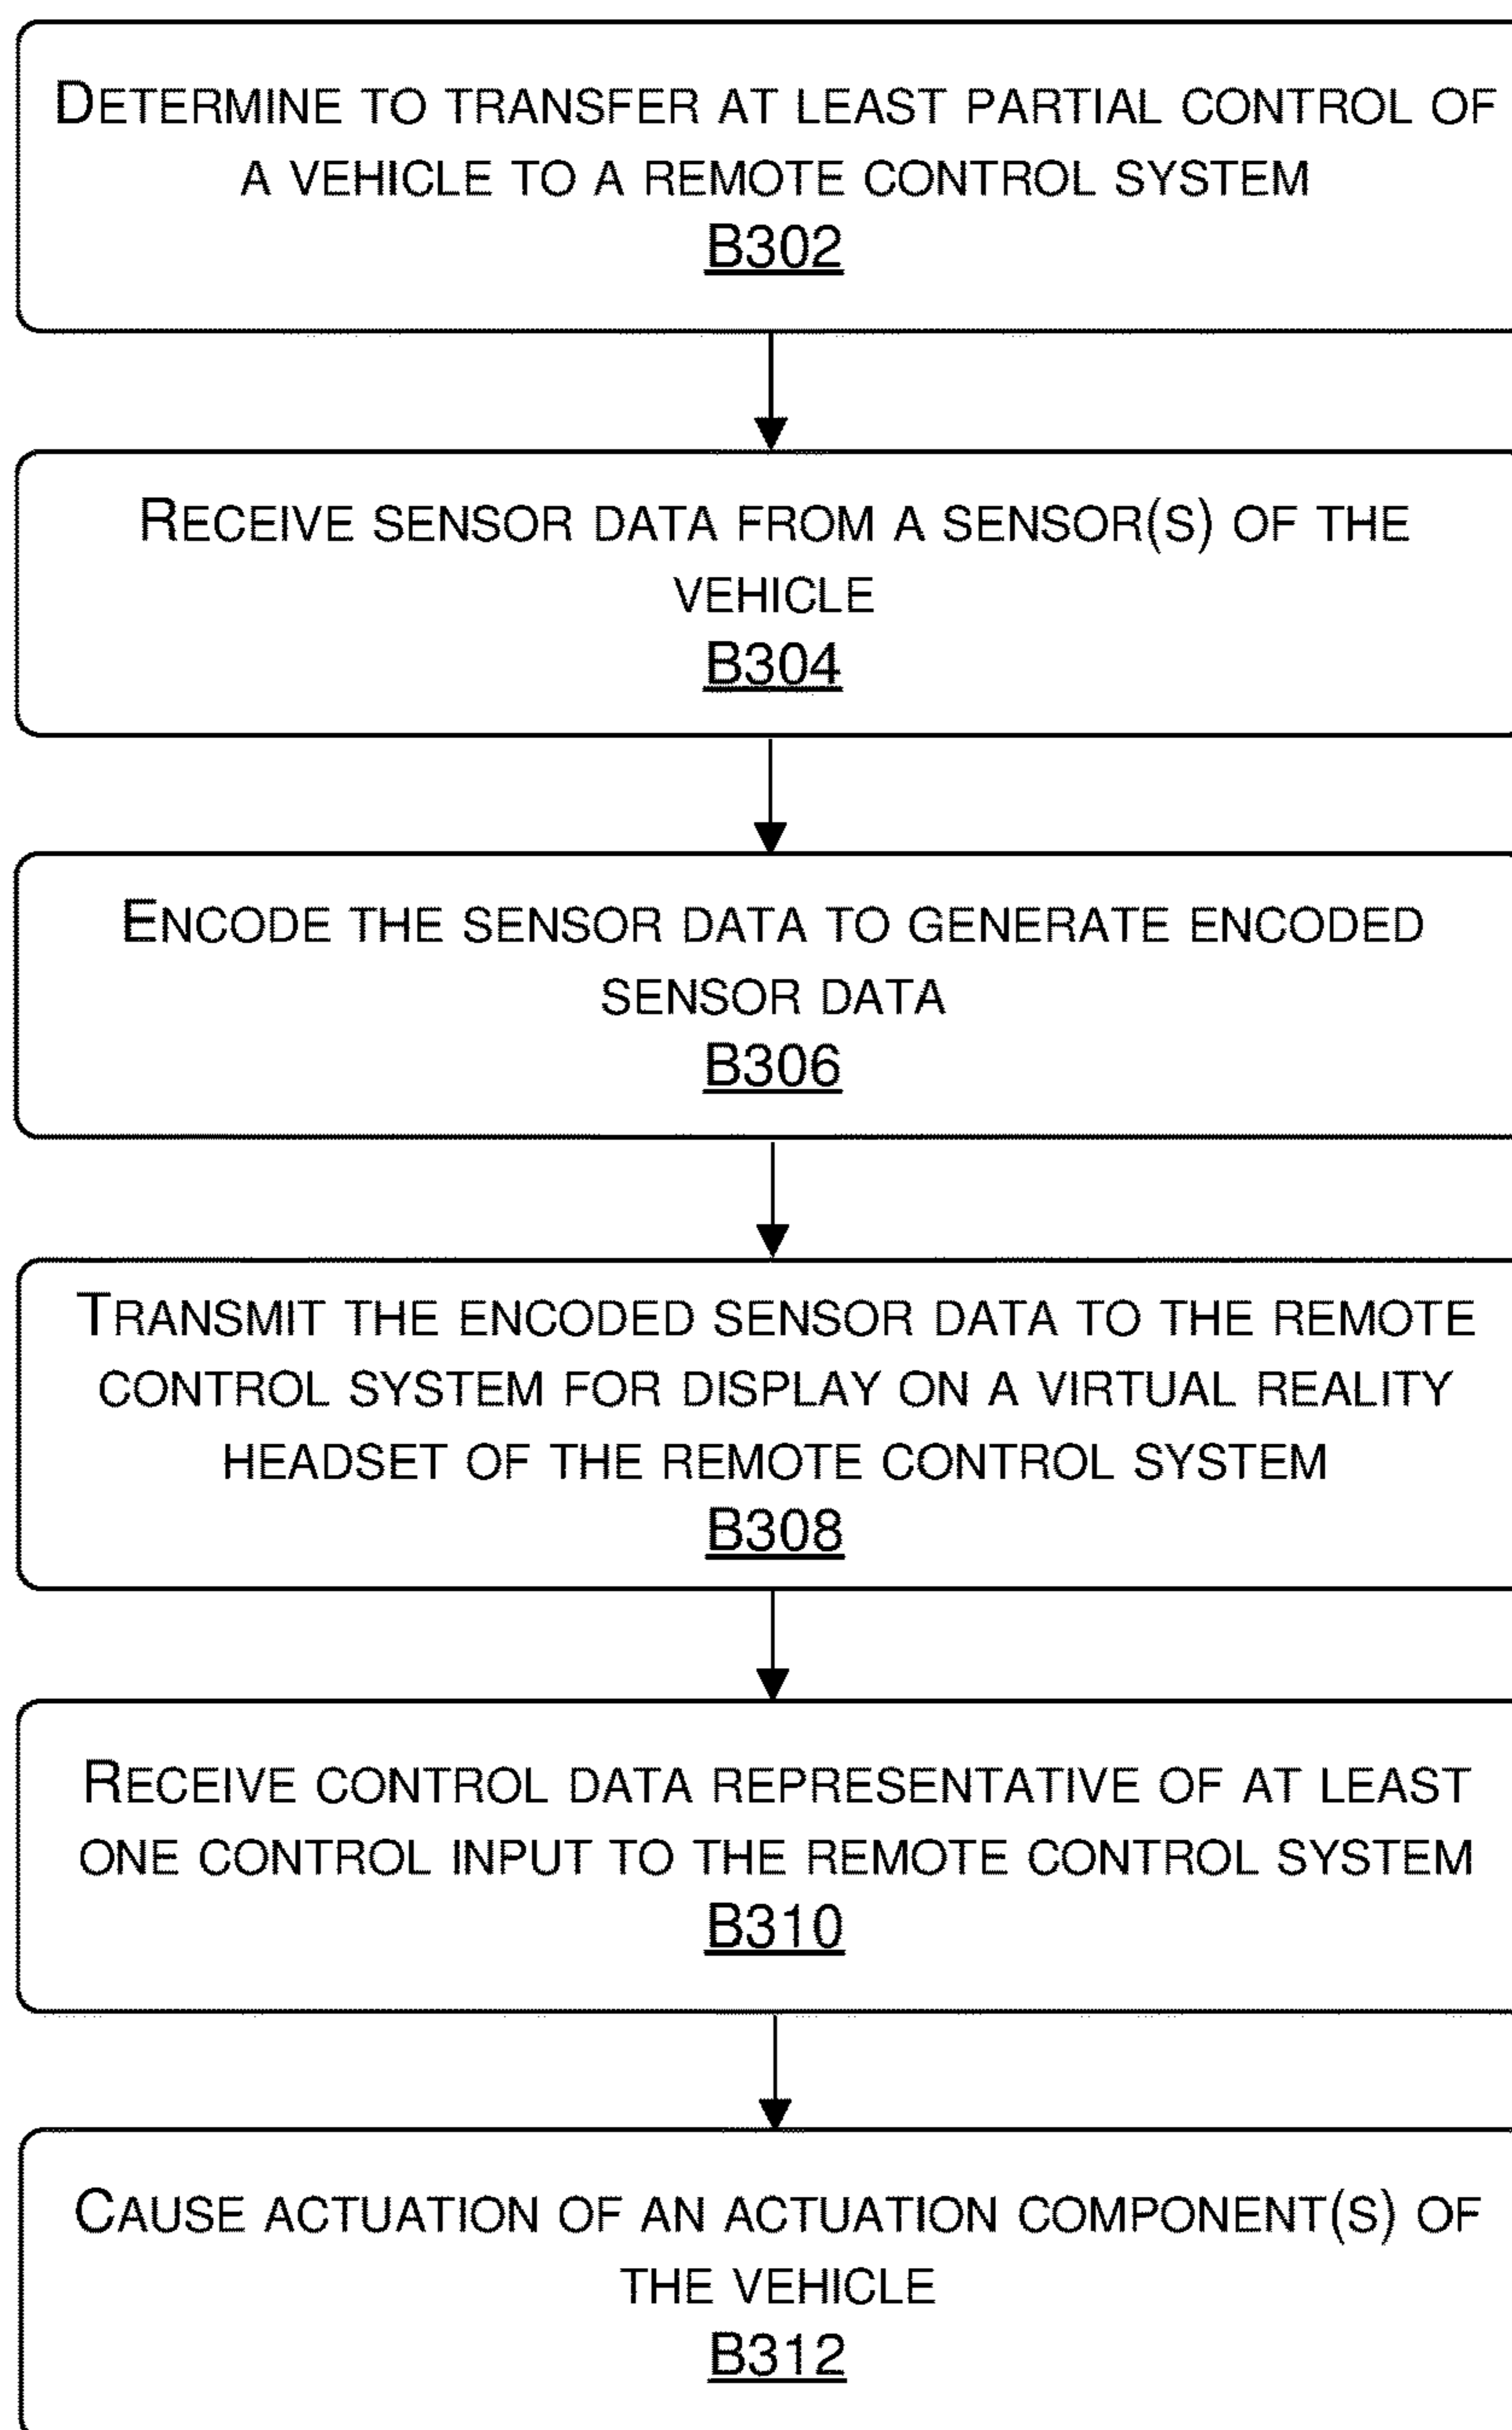 DETERMINE TO TRANSFER AT LEAST PARTIAL CONTROL OF
A VEHICLE TO A REMOTE CONTROL SYSTEM
B302
RECEIVE SENSOR DATA FROM A SENSOR(S) OF THE
VEHICLE
B304
ENCODE THE SENSOR DATA TO GENERATE ENCODED
SENSOR DATA
B306
TRANSMIT THE ENCODED SENSOR DATA TO THE REMOTE
CONTROL SYSTEM FOR DISPLAY ON A VIRTUAL REALITY
HEADSET OF THE REMOTE CONTROL SYSTEM
B308
RECEIVE CONTROL DATA REPRESENTATIVE OF AT LEAST
ONE CONTROL INPUT TO THE REMOTE CONTROL SYSTEM
B310
CAUSE ACTUATION OF AN ACTUATION COMPONENT(S) OF
THE VEHICLE
B312